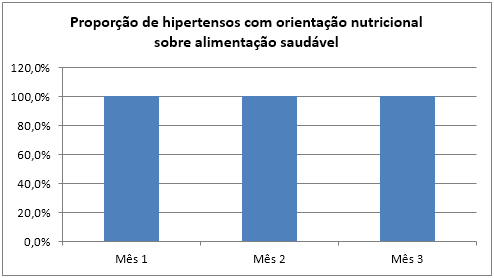 Proporção de hipertensos com orientação nutricional
sobre alimentação saudável
120,0%
100,0%
80,0%
60,0%
40,0%
20,0%
0,0%
Mês 1
Mês 2
Mês 3